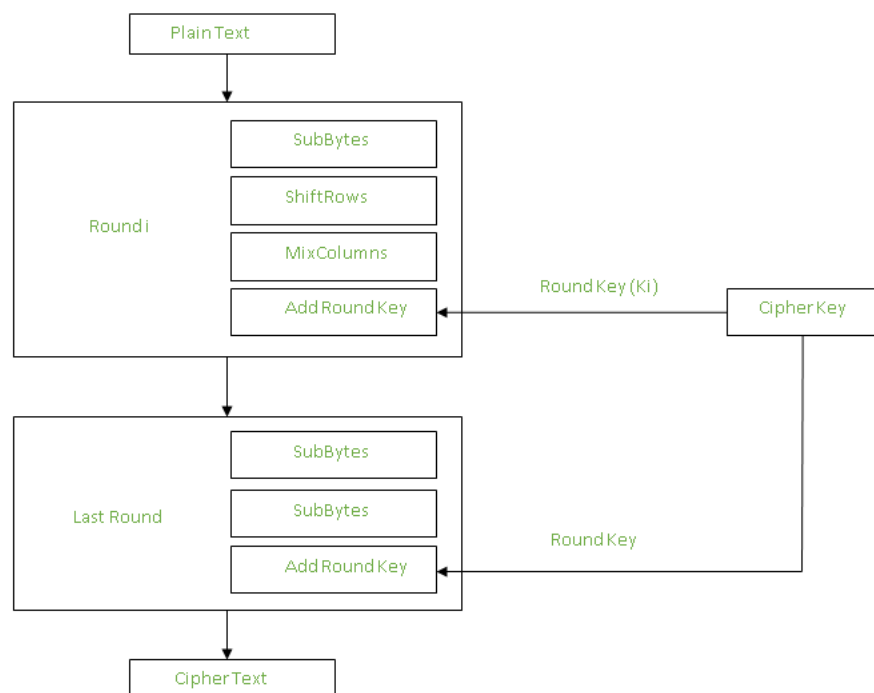 Plain Text
SubBytes
ShiftRows
Round i
MixColumns
Round Key (Ki)
Add Round Key
Cipher Key
SubBytes
Last Round
SubBytes
Round Key
Add Round Key
Cipher Text